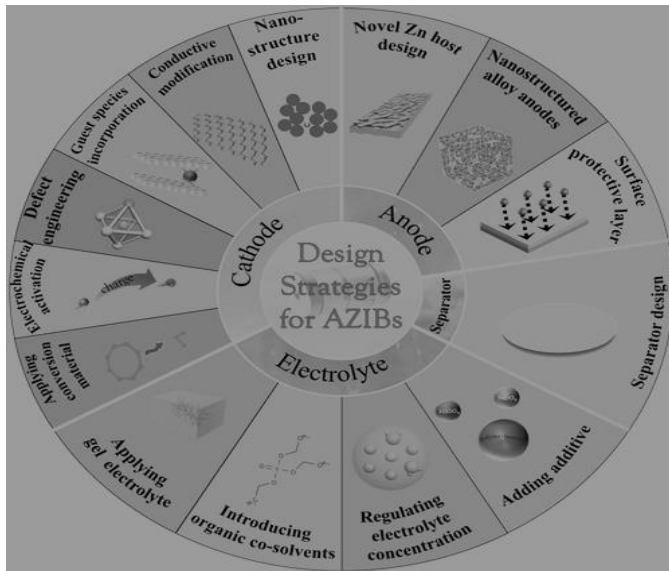 Design
Strategies
for AZIBs
Cathode
Anode
Separator
Electrolyte
Nano-
structure
design
Novel Zn host
design
Nanostructured
alloy anodes
Surface
protective layer
Separator design
Adding additive
Regulating
electrolyte
concentration
Introducing
organic co-solvents
Applying
gel electrolyte
Applying
conversion
material
Electrochemical
activation
charge
Defect
engineering
Guest species
incorporation
Conductive
modification